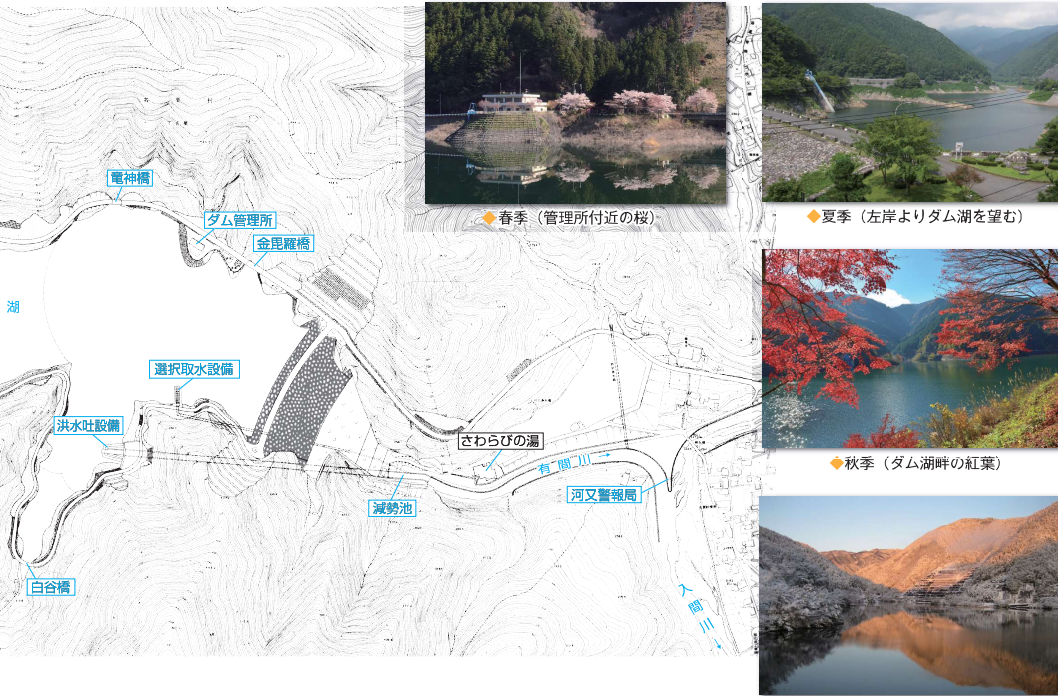 ◆春季（管理所付近の桜）
◆夏季（左岸よりダム湖を望む）
竜神橋
ダム管理所
金毘羅橋
湖
選択取水設備
洪水吐設備
さわらびの湯
有間川
◆秋季（ダム湖畔の紅葉）
減勢池
河又警報局
白谷橋
入間川